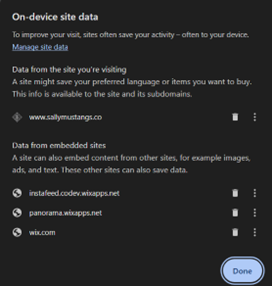 On-device site data
To improve your visit, sites often save your activity – often to your device.
Manage site data
Data from the site you're visiting
A site might save your preferred language or items you want to buy.
This info is available to the site and its subdomains.
www.sallymustangs.co
Data from embedded sites
A site can also embed content from other sites, for example images,
ads, and text. These other sites can also save data.
instafeed.codev.wixapps.net
panorama.wixapps.net
wix.com
Done